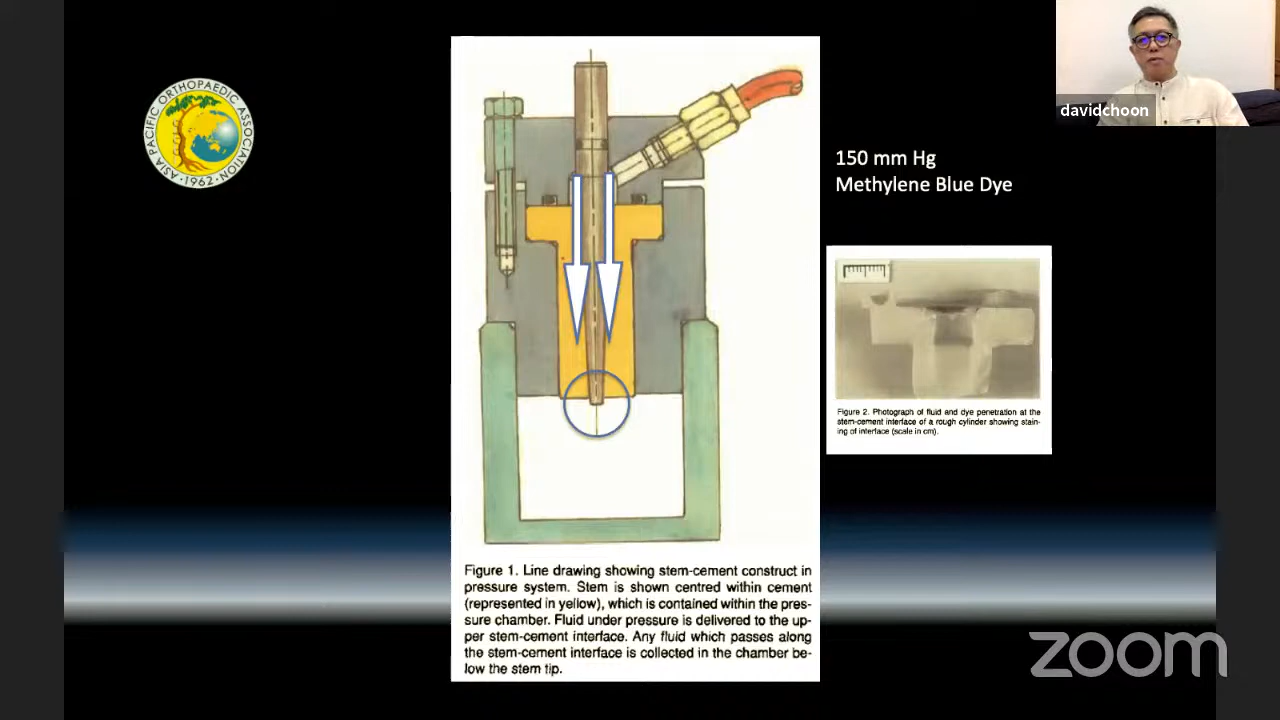 ASIA PACIFIC ORTHOPAEDIC ASSOCIATION
·1962·
davidchoon
150 mm Hg
Methylene Blue Dye
Figure 2. Photograph of fluid and dye penetration at the
stem-cement interface of a rough cylinder showing stain-
ing of interface (scale in cm).
Figure 1. Line drawing showing stem-cement construct in
pressure system. Stem is shown centred within cement
(represented in yellow), which is contained within the pres-
sure chamber. Fluid under pressure is delivered to the up-
per stem-cement interface. Any fluid which passes along
the stem-cement interface is collected in the chamber be-
low the stem tip.
zoom